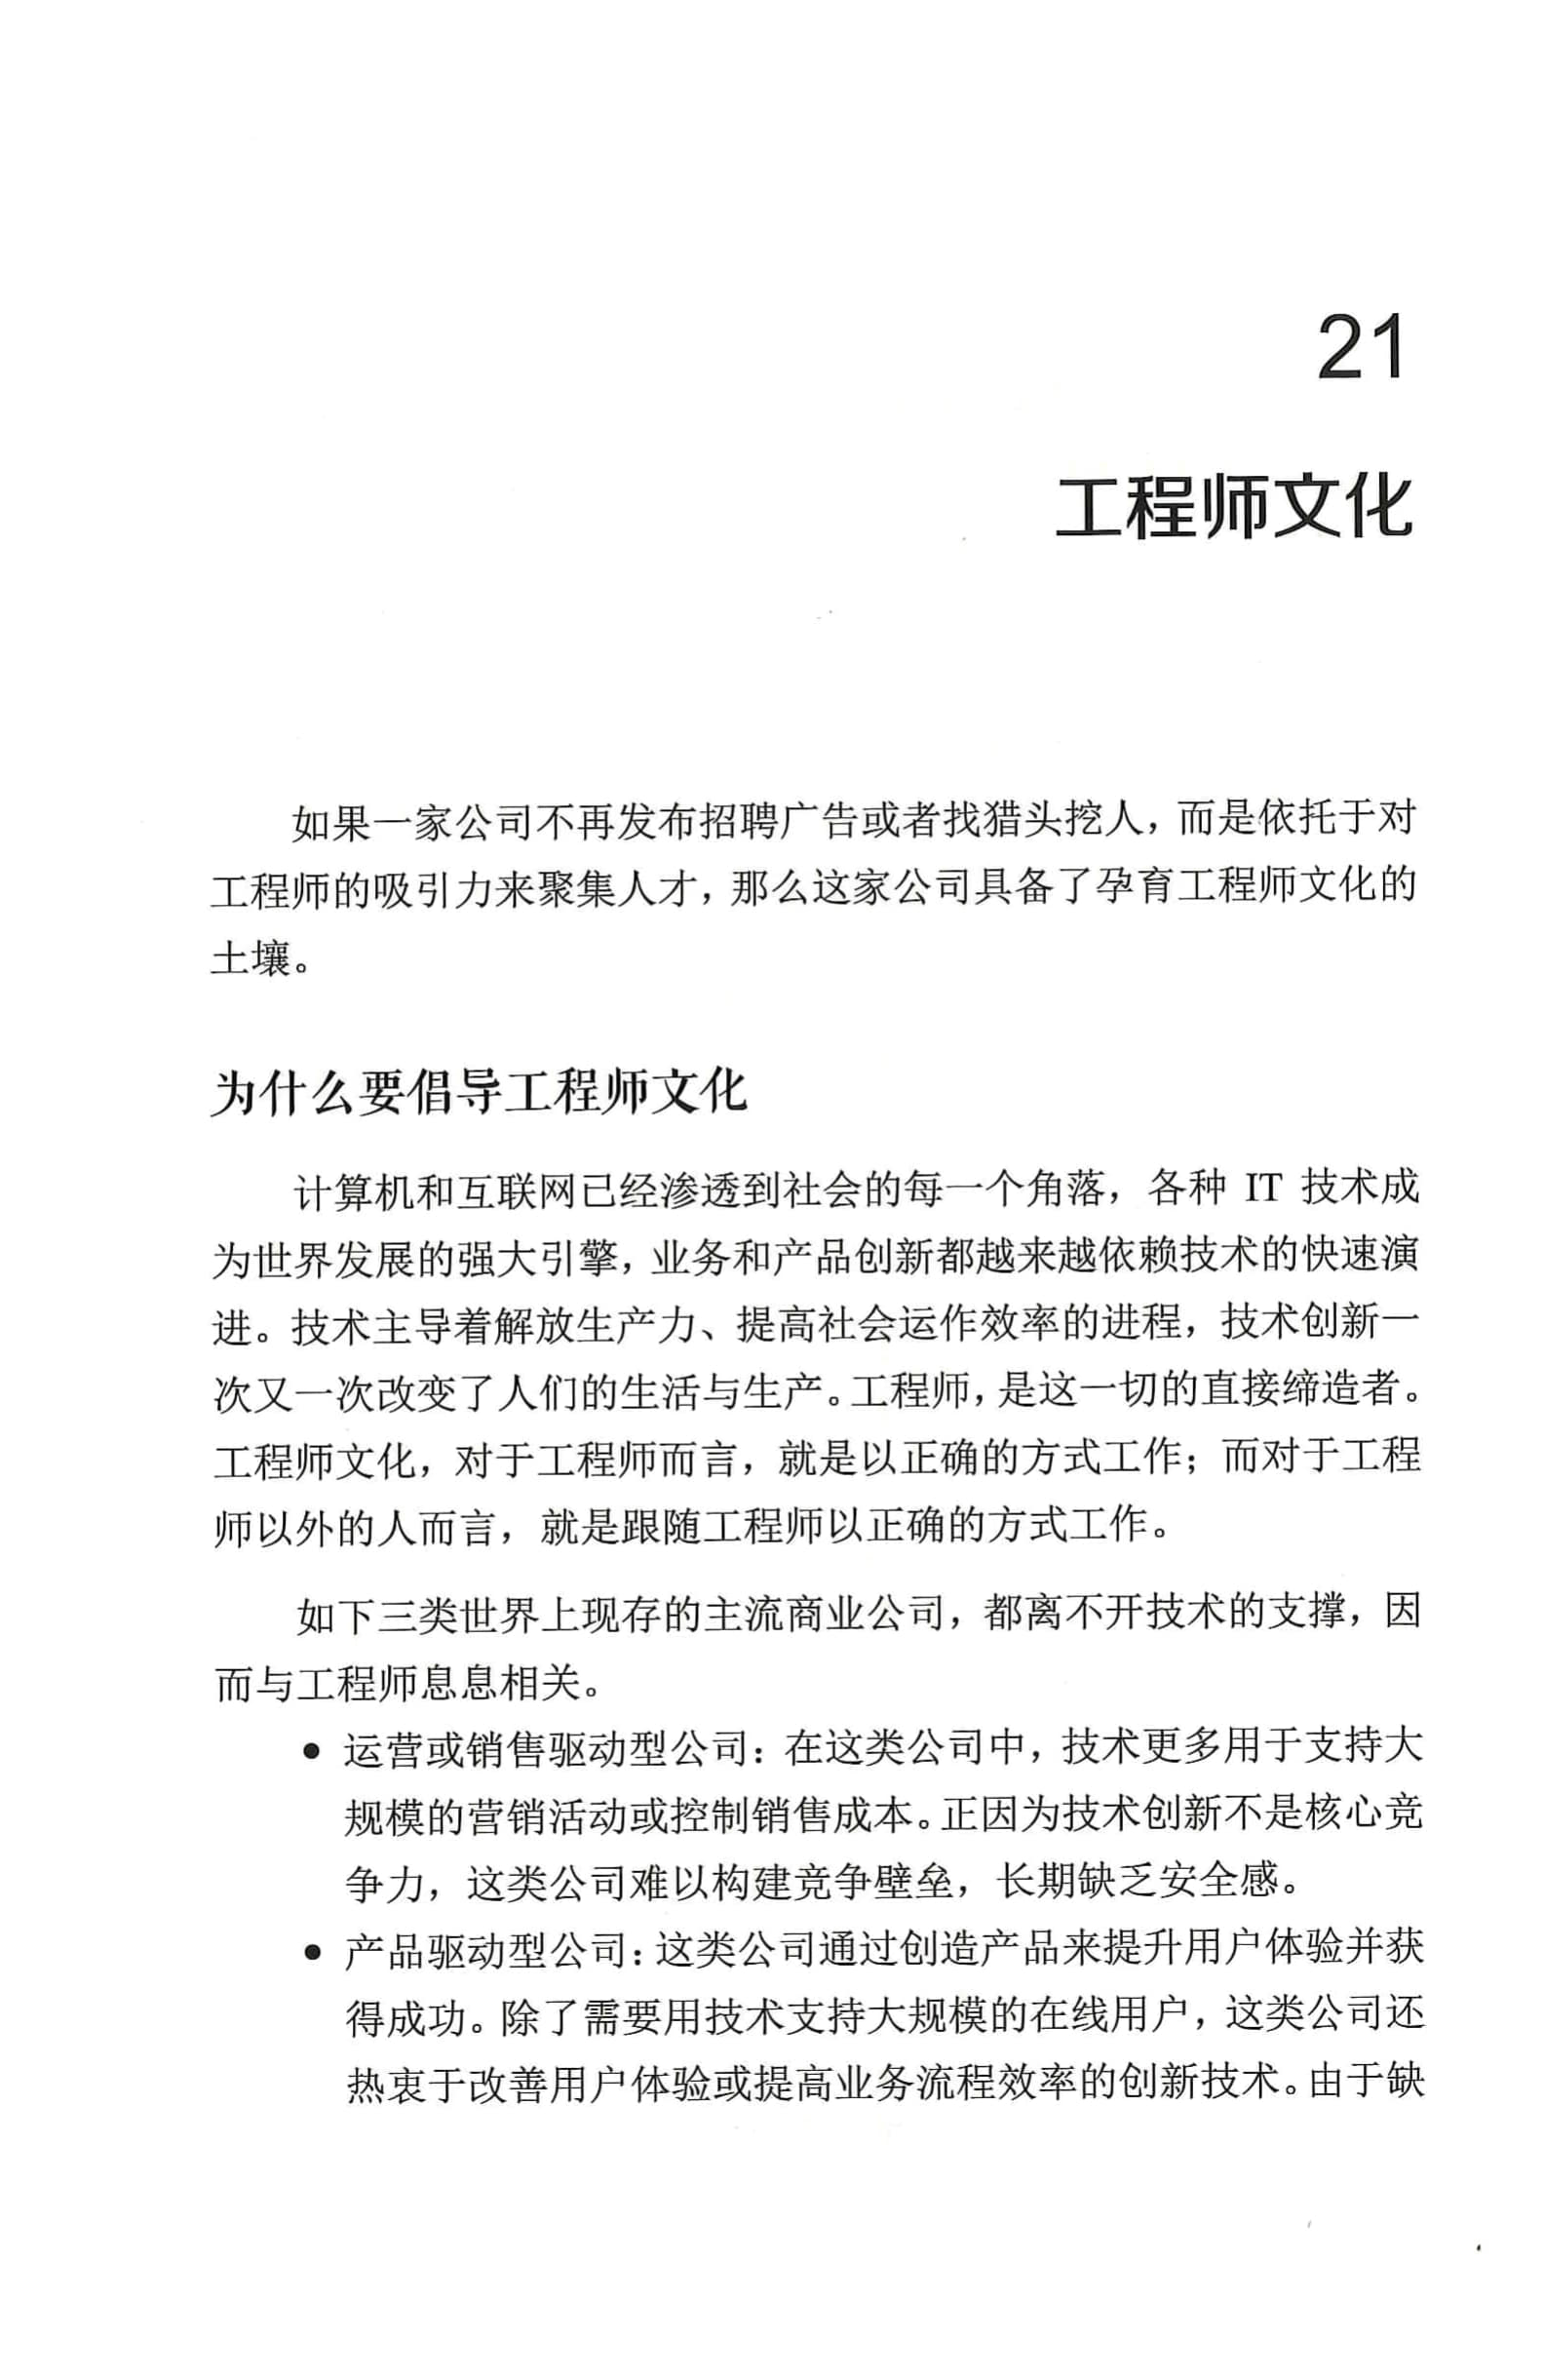 21
工程师文化
如果一家公司不再发布招聘广告或者找猎头挖人，而是依托于对
工程师的吸引力来聚集人才，那么这家公司具备了孕育工程师文化的
土壤。
为什么要倡导工程师文化
计算机和互联网已经渗透到社会的每一个角落，各种 IT 技术成
为世界发展的强大引擎，业务和产品创新都越来越依赖技术的快速演
进。技术主导着解放生产力、提高社会运作效率的进程，技术创新一
次又一次改变了人们的生活与生产。工程师，是这一切的直接缔造者。
工程师文化，对于工程师而言，就是以正确的方式工作；而对于工程
师以外的人而言，就是跟随工程师以正确的方式工作。
如下三类世界上现存的主流商业公司，都离不开技术的支撑，因
而与工程师息息相关。
● 运营或销售驱动型公司：在这类公司中，技术更多用于支持大
规模的营销活动或控制销售成本。正因为技术创新不是核心竞
争力，这类公司难以构建竞争壁垒，长期缺乏安全感。
● 产品驱动型公司：这类公司通过创造产品来提升用户体验并获
得成功。除了需要用技术支持大规模的在线用户，这类公司还
热衷于改善用户体验或提高业务流程效率的创新技术。由于缺